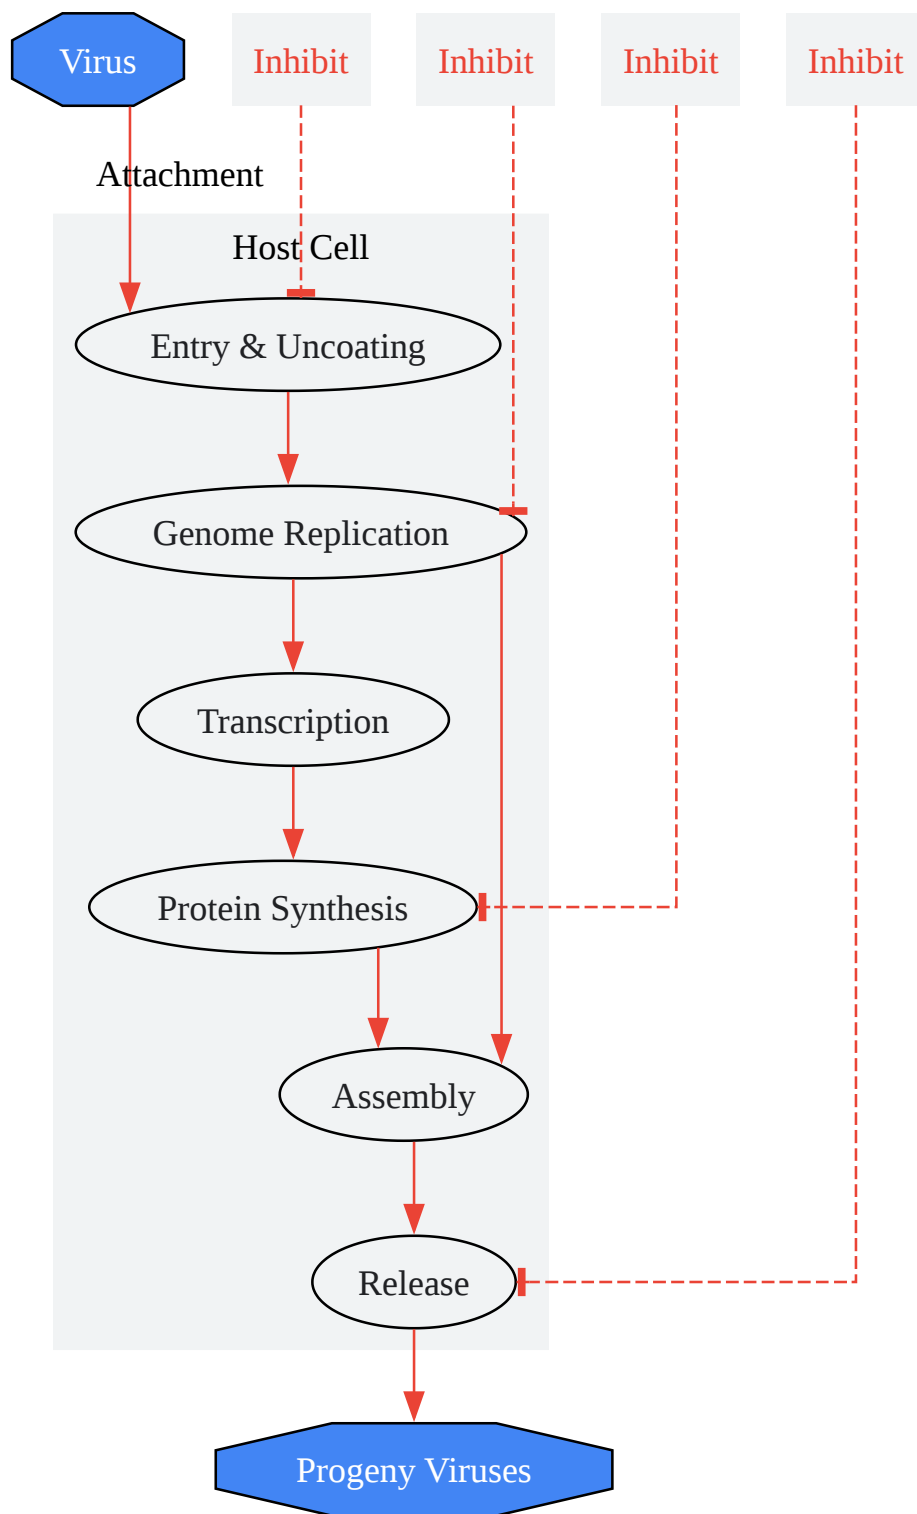 Virus
Inhibit
Inhibit
Inhibit
Inhibit
Attachment
Host Cell
Entry & Uncoating
Genome Replication
Transcription
Protein Synthesis
Assembly
Release
Progeny Viruses